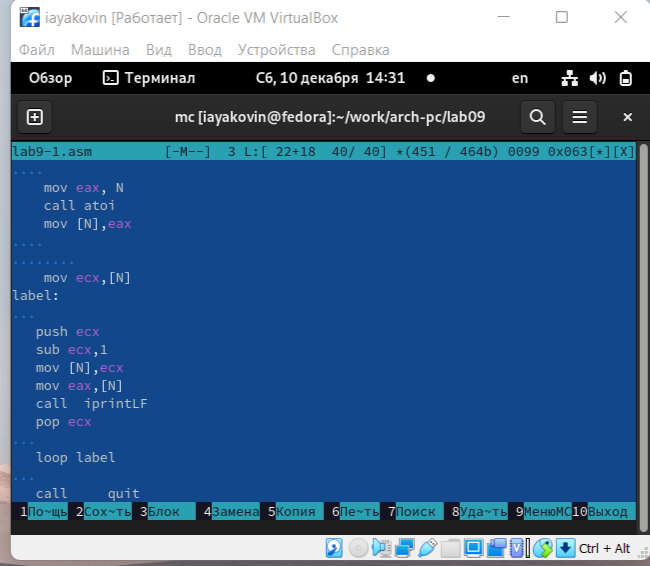 iayakovin [Работает] - Oracle VM VirtualBox
Файл Машина Вид Ввод Устройства Справка
Обзор Терминал Сб, 10 декабря 14:31 en
mc [iayakovin@fedora]:~/work/arch-pc/lab09
lab9-1.asm [-M--] 3 L:[ 22+18 40/ 40] *(451 / 464b) 0099 0x063[*][X]
....
mov eax, N
call atoi
mov [N],eax
....
........
mov ecx,[N]
label:
...
push ecx
sub ecx,1
mov [N],ecx
mov eax,[N]
call iprintLF
pop ecx
...
loop label
...
call quit
1По~щь 2Сох~ть 3Блок 4Замена 5Копия 6Пе~ть 7Поиск 8Уда~ть 9МенюMC 10Выход
Ctrl + Alt